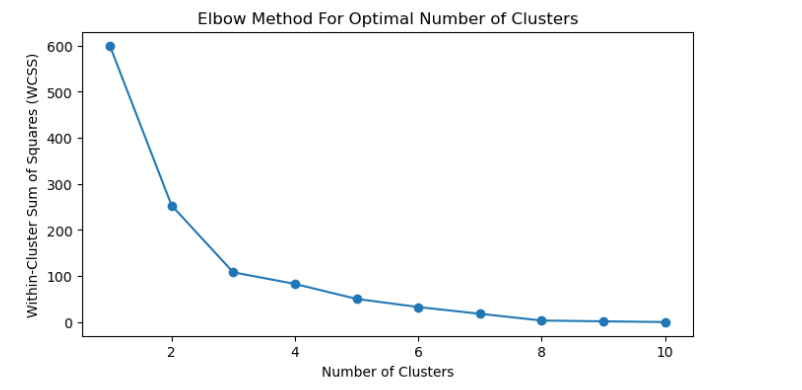 Elbow Method For Optimal Number of Clusters
Within-Cluster Sum of Squares (WCSS)
600
500
400
300
200
100
0
2 4 6 8 10
Number of Clusters